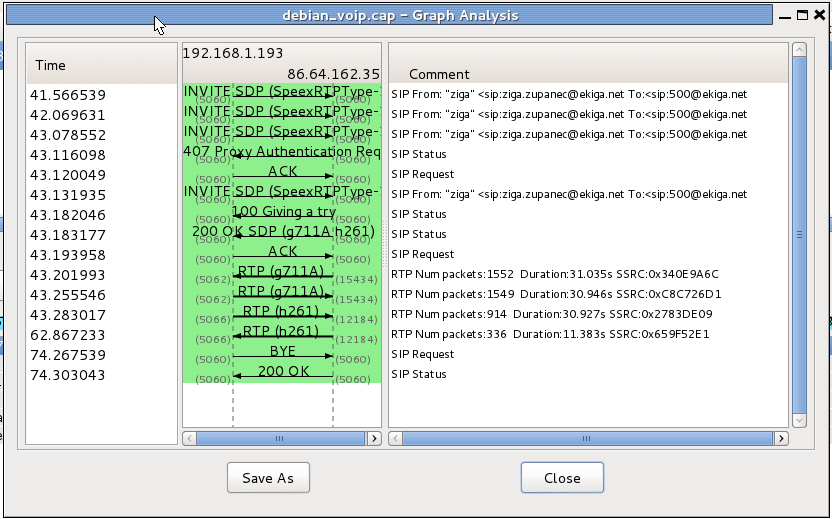 debian_voip.cap – Graph Analysis
Time
192.168.1.193
86.64.162.35
Comment
41.566539 INVITE SDP (SpeexRTPType- (5060) (5060) SIP From: "ziga" <sip:ziga.zupanec@ekiga.net To:<sip:500@ekiga.net
42.069631 INVITE SDP (SpeexRTPType- (5060) (5060) SIP From: "ziga" <sip:ziga.zupanec@ekiga.net To:<sip:500@ekiga.net
43.078552 INVITE SDP (SpeexRTPType- (5060) (5060) SIP From: "ziga" <sip:ziga.zupanec@ekiga.net To:<sip:500@ekiga.net
43.116098 407 Proxy Authentication Req (5060) (5060) SIP Status
43.120049 ACK (5060) (5060) SIP Request
43.131935 INVITE SDP (SpeexRTPType- (5060) (5060) SIP From: "ziga" <sip:ziga.zupanec@ekiga.net To:<sip:500@ekiga.net
43.182046 100 Giving a try (5060) (5060) SIP Status
43.183177 200 OK SDP (g711A h261) (5060) (5060) SIP Status
43.193958 ACK (5060) (5060) SIP Request
43.201993 RTP (g711A) (5062) (15434) RTP Num packets:1552 Duration:31.035s SSRC:0x340E9A6C
43.255546 RTP (g711A) (5062) (15434) RTP Num packets:1549 Duration:30.946s SSRC:0xC8C726D1
43.283017 RTP (h261) (5066) (12184) RTP Num packets:914 Duration:30.927s SSRC:0x2783DE09
62.867233 RTP (h261) (5066) (12184) RTP Num packets:336 Duration:11.383s SSRC:0x659F52E1
74.267539 BYE (5060) (5060) SIP Request
74.303043 200 OK (5060) (5060) SIP Status
Save As
Close